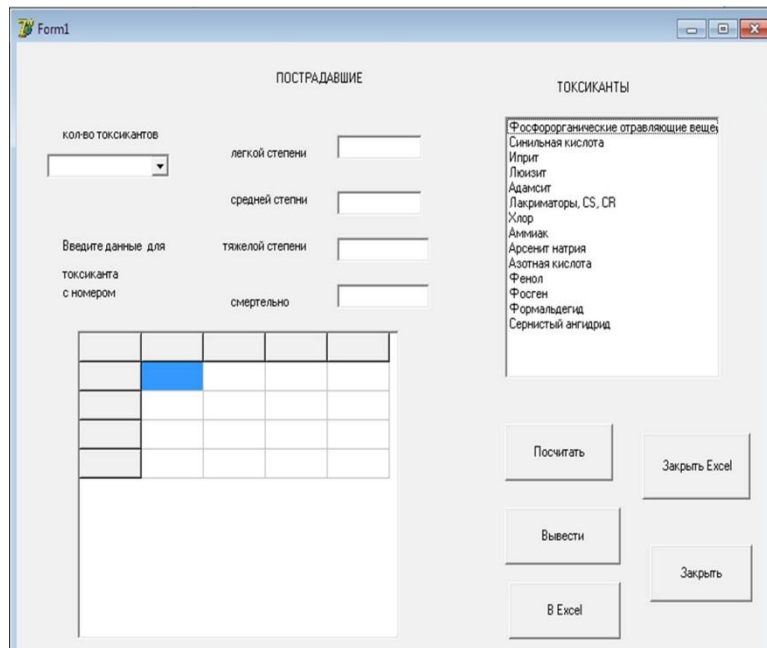 Form1
ПОСТРАДАВШИЕ
ТОКСИКАНТЫ
кол-во токсикантов
легкой степени
средней степни
Введите данные для
токсиканта
с номером
тяжелой степени
смертельно
Фосфорорганические отравляющие веще
Синильная кислота
Иприт
Люизит
Адамсит
Лакриматоры, CS, CR
Хлор
Аммиак
Арсенит натрия
Азотная кислота
Фенол
Фосген
Формальдегид
Сернистый ангидрид
Посчитать
Закрыть Excel
Вывести
Закрыть
В Excel